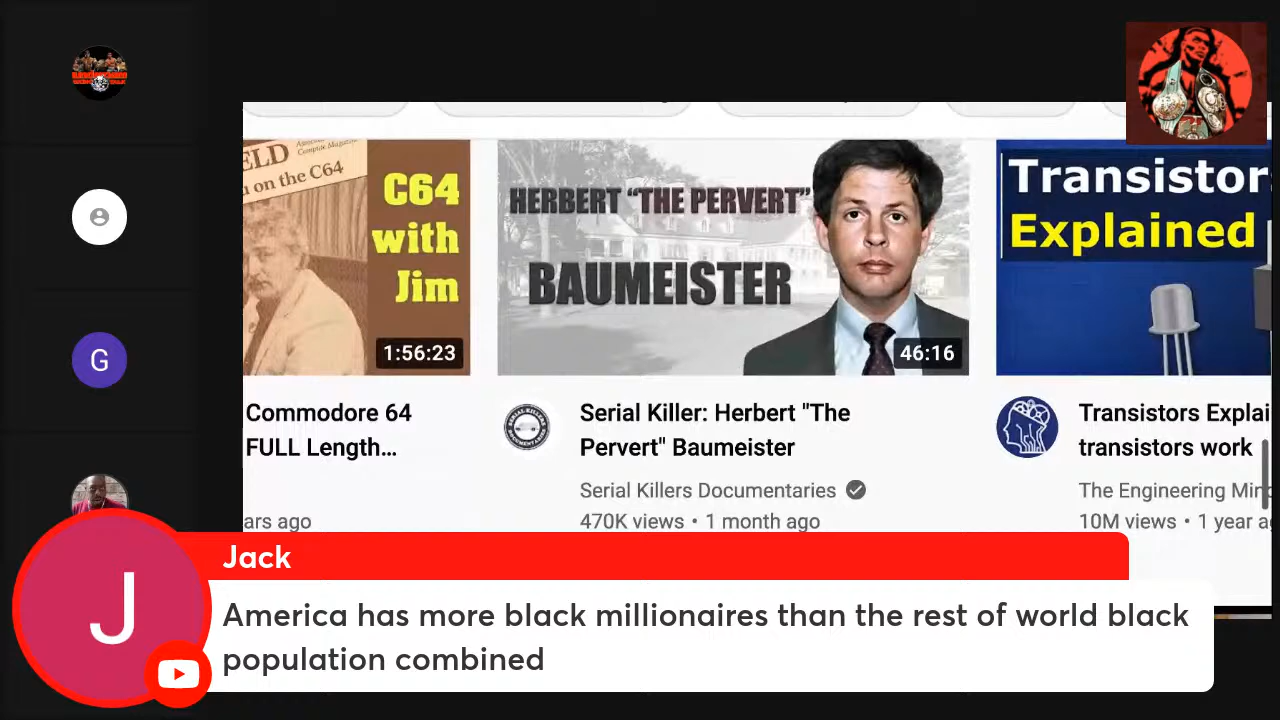 ELD
Compute Magazine
on the C64
C64
with
Jim
1:56:23
Commodore 64
FULL Length...
ars ago
HERBERT “THE PERVERT”
BAUMEISTER
46:16
Serial Killer: Herbert "The
Pervert" Baumeister
Serial Killers Documentaries
470K views • 1 month ago
Transistor
Explained
Transistors Explai
transistors work
The Engineering Min
10M views • 1 year a
G
J
Jack
America has more black millionaires than the rest of world black
population combined